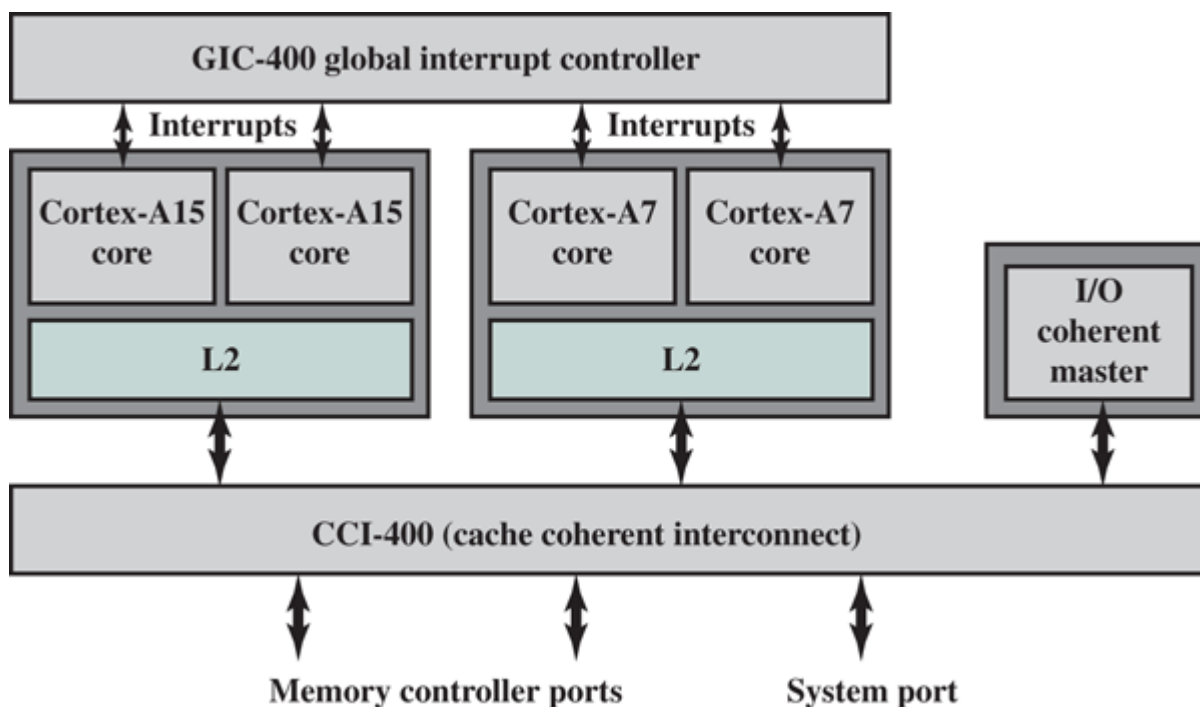 GIC-400 global interrupt controller
Interrupts
Interrupts
Cortex-A15
core
Cortex-A15
core
Cortex-A7
core
Cortex-A7
core
L2
L2
I/O
coherent
master
CCI-400 (cache coherent interconnect)
Memory controller ports
System port